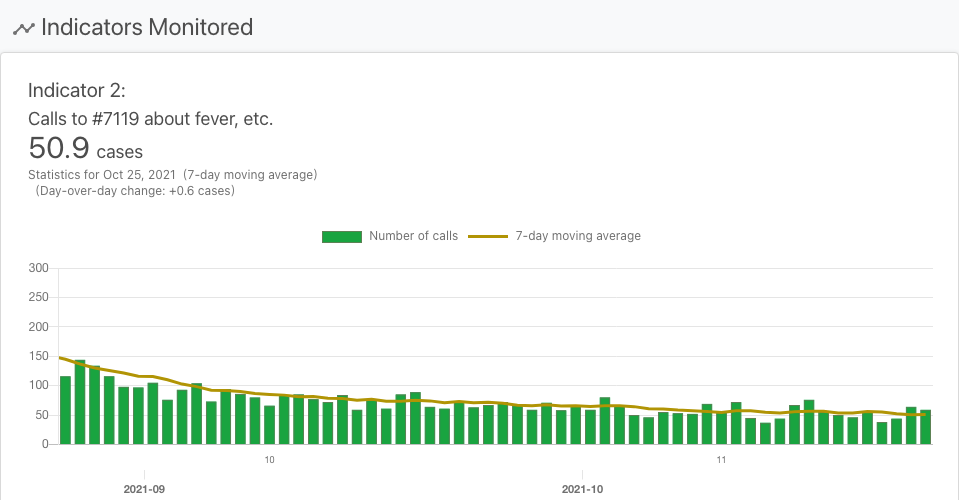 Indicators Monitored
Indicator 2:
Calls to #7119 about fever, etc.
50.9 cases
Statistics for Oct 25, 2021 (7-day moving average)
(Day-over-day change: +0.6 cases)
Number of calls 7-day moving average
300
250
200
150
100
50
0
10 11
2021-09 2021-10